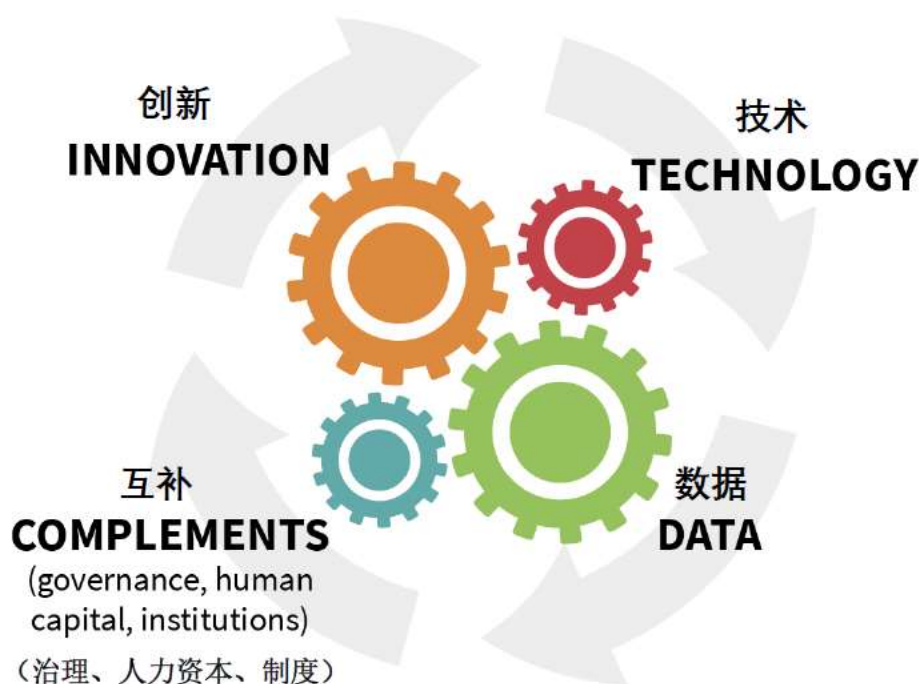 创新
INNOVATION
技术
TECHNOLOGY
互补
COMPLEMENTS
(governance, human
capital, institutions)
（治理、人力资本、制度）
数据
DATA